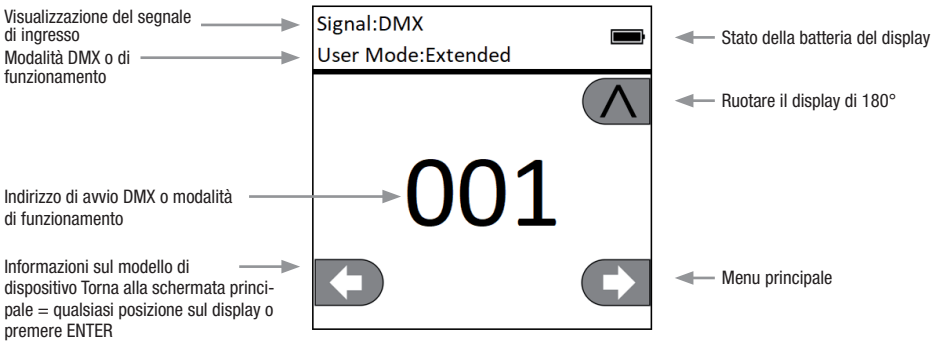 Visualizzazione del segnale
di ingresso
Modalità DMX o di
funzionamento
Indirizzo di avvio DMX o modalità
di funzionamento
Informazioni sul modello di
dispositivo Torna alla schermata princi-
pale = qualsiasi posizione sul display o
premere ENTER
Signal:DMX
User Mode:Extended
001
Stato della batteria del display
Ruotare il display di 180°
Menu principale